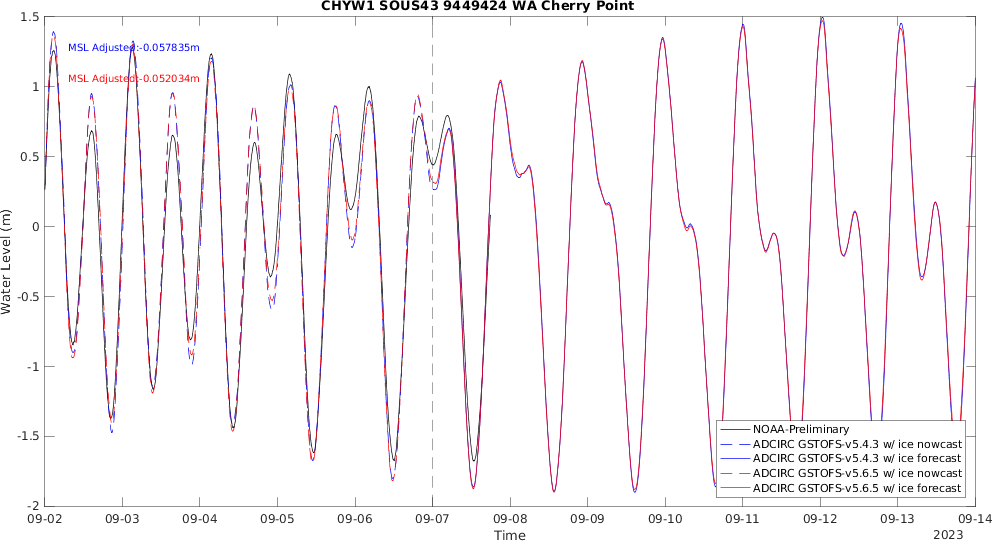 CHYW1 SOUS43 9449424 WA Cherry Point
MSL Adjusted:-0.057835m
MSL Adjusted:-0.052034m
Water Level (m)
1.5
1
0.5
0
-0.5
-1
-1.5
-2
NOAA-Preliminary
ADCIRC GSTOFS-v5.4.3 w/ ice nowcast
ADCIRC GSTOFS-v5.4.3 w/ ice forecast
ADCIRC GSTOFS-v5.6.5 w/ ice nowcast
ADCIRC GSTOFS-v5.6.5 w/ ice forecast
09-02 09-03 09-04 09-05 09-06 09-07 09-08 09-09 09-10 09-11 09-12 09-13 09-14
Time
2023